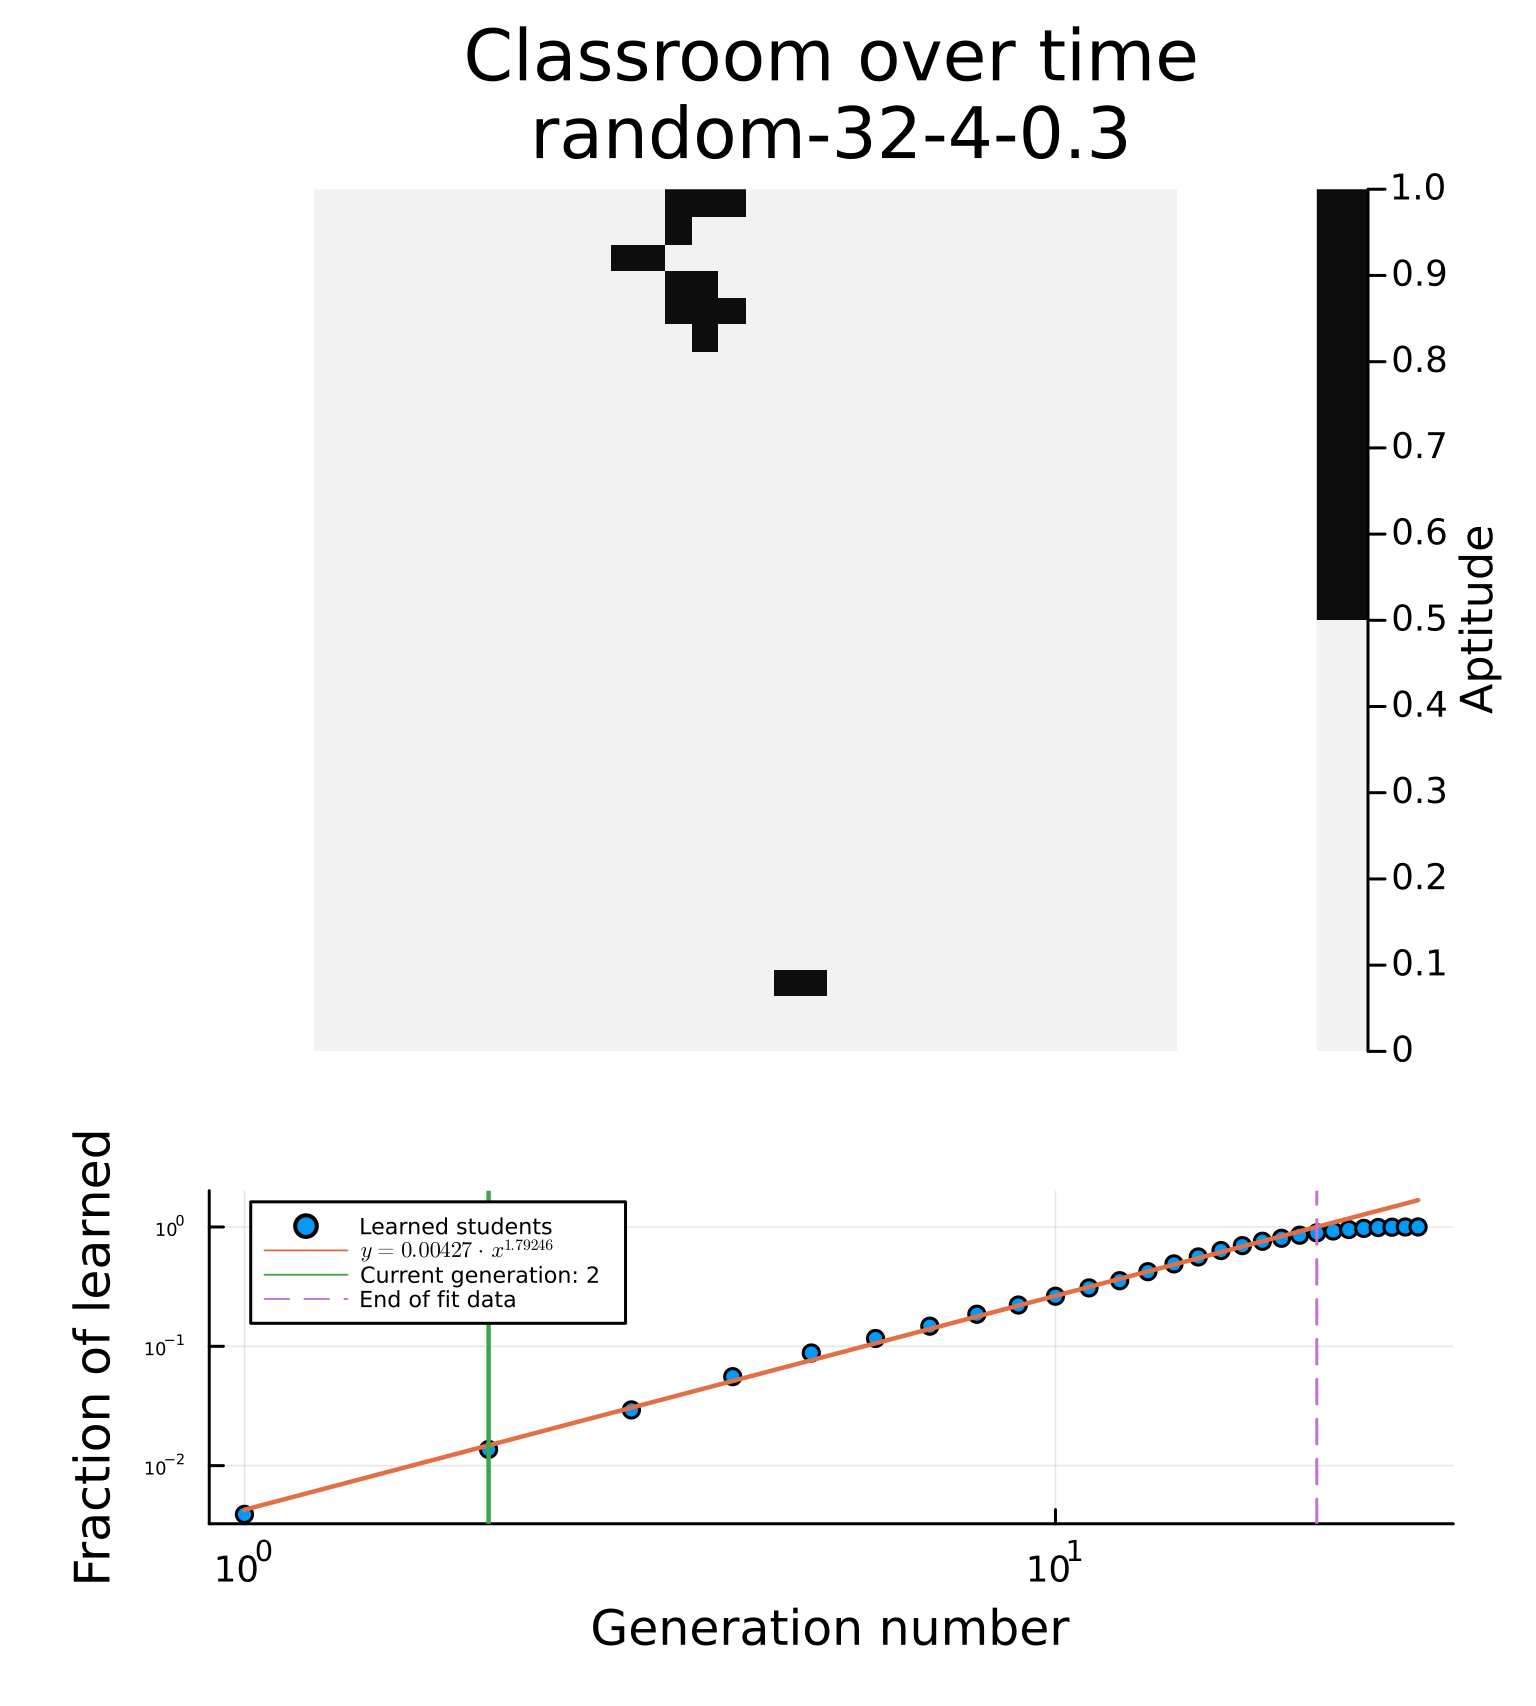 Classroom over time
random-32-4-0.3
1.0
0.9
0.8
0.7
0.6
0.5
0.4
0.3
0.2
0.1
0
Aptitude
Fraction of learned
10⁰
10⁻¹
10⁻²
Learned students
y = 0.00427 · x^1.79246
Current generation: 2
End of fit data
10⁰
10¹
Generation number